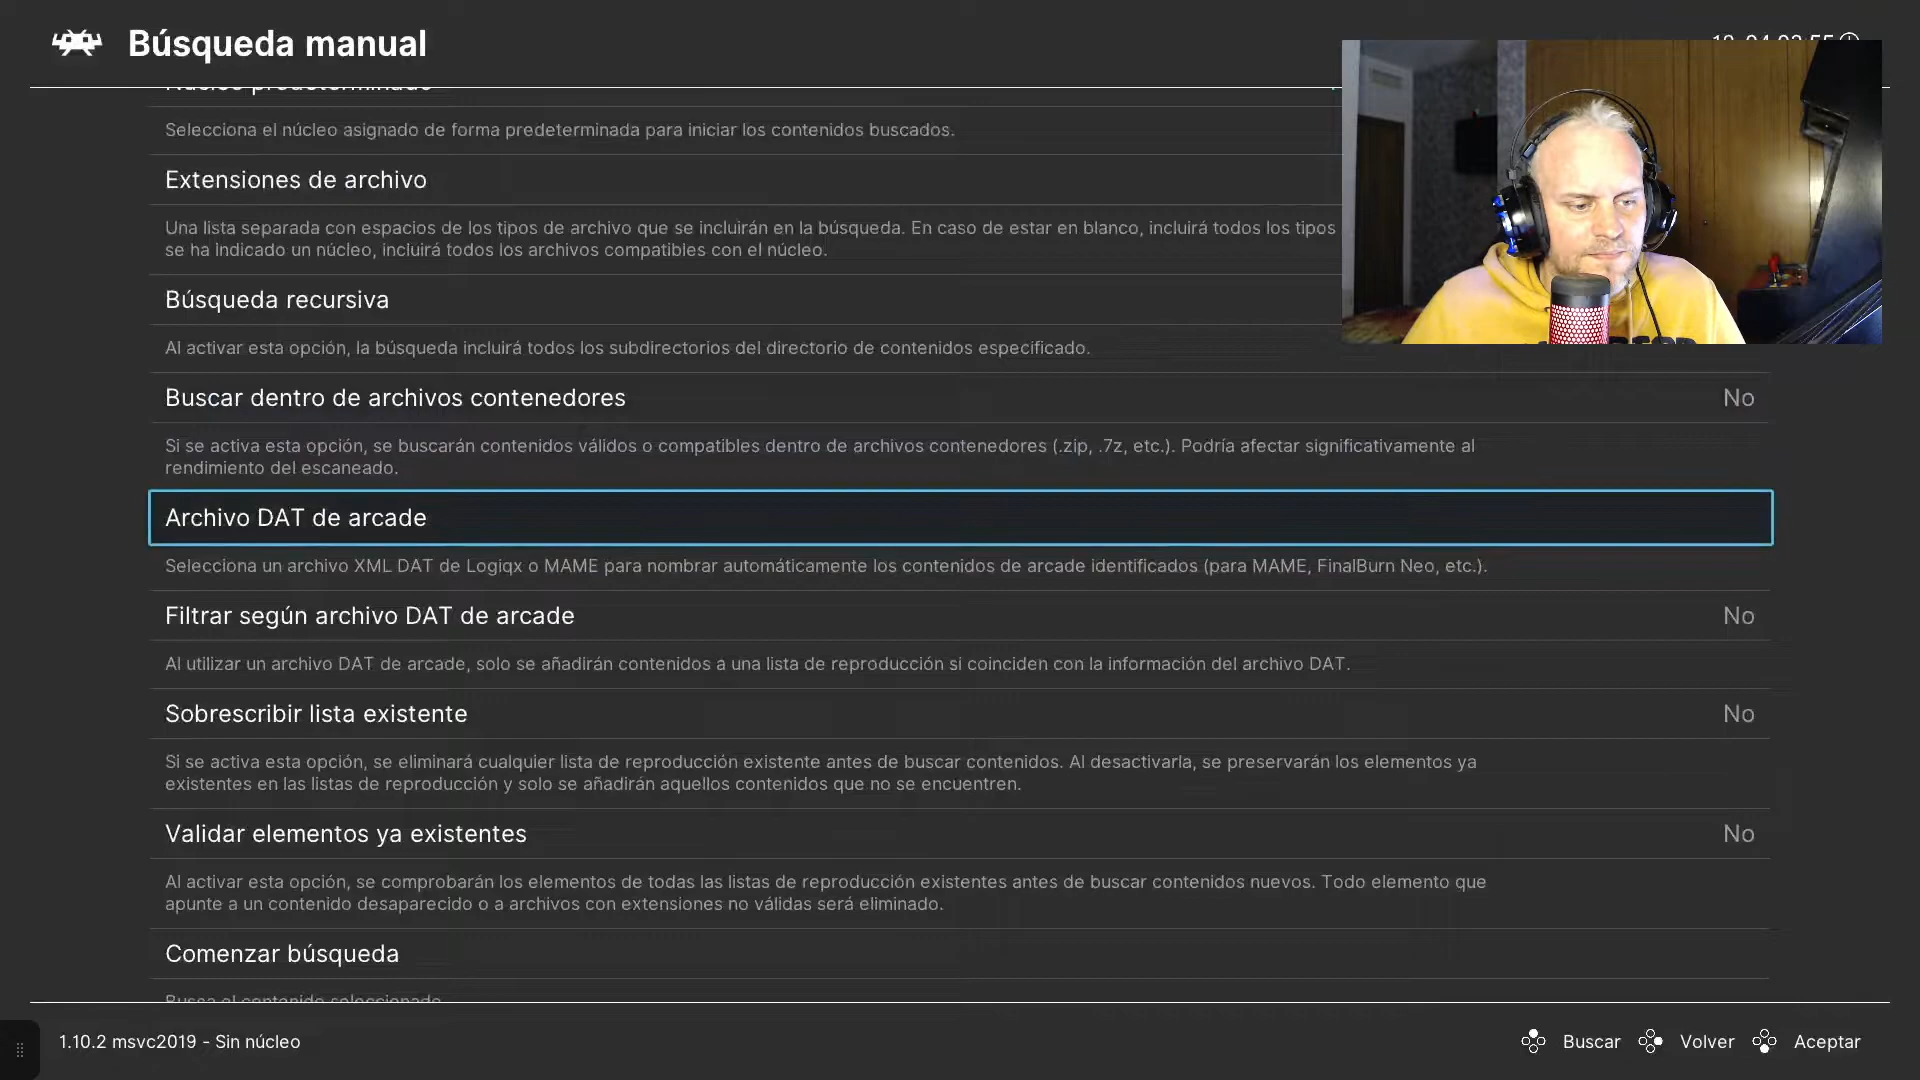 Búsqueda manual
Núcleo predeterminado
Selecciona el núcleo asignado de forma predeterminada para iniciar los contenidos buscados.
Extensiones de archivo
Una lista separada con espacios de los tipos de archivo que se incluirán en la búsqueda. En caso de estar en blanco, incluirá todos los tipos
se ha indicado un núcleo, incluirá todos los archivos compatibles con el núcleo.
Búsqueda recursiva
Al activar esta opción, la búsqueda incluirá todos los subdirectorios del directorio de contenidos especificado.
Buscar dentro de archivos contenedores No
Si se activa esta opción, se buscarán contenidos válidos o compatibles dentro de archivos contenedores (.zip, .7z, etc.). Podría afectar significativamente al
rendimiento del escaneado.
Archivo DAT de arcade
Selecciona un archivo XML DAT de Logiqx o MAME para nombrar automáticamente los contenidos de arcade identificados (para MAME, FinalBurn Neo, etc.).
Filtrar según archivo DAT de arcade No
Al utilizar un archivo DAT de arcade, solo se añadirán contenidos a una lista de reproducción si coinciden con la información del archivo DAT.
Sobrescribir lista existente No
Si se activa esta opción, se eliminará cualquier lista de reproducción existente antes de buscar contenidos. Al desactivarla, se preservarán los elementos ya
existentes en las listas de reproducción y solo se añadirán aquellos contenidos que no se encuentren.
Validar elementos ya existentes No
Al activar esta opción, se comprobarán los elementos de todas las listas de reproducción existentes antes de buscar contenidos nuevos. Todo elemento que
apunte a un contenido desaparecido o a archivos con extensiones no válidas será eliminado.
Comenzar búsqueda
Busca el contenido seleccionado.
1.10.2 msvc2019 - Sin núcleo
Buscar Volver Aceptar